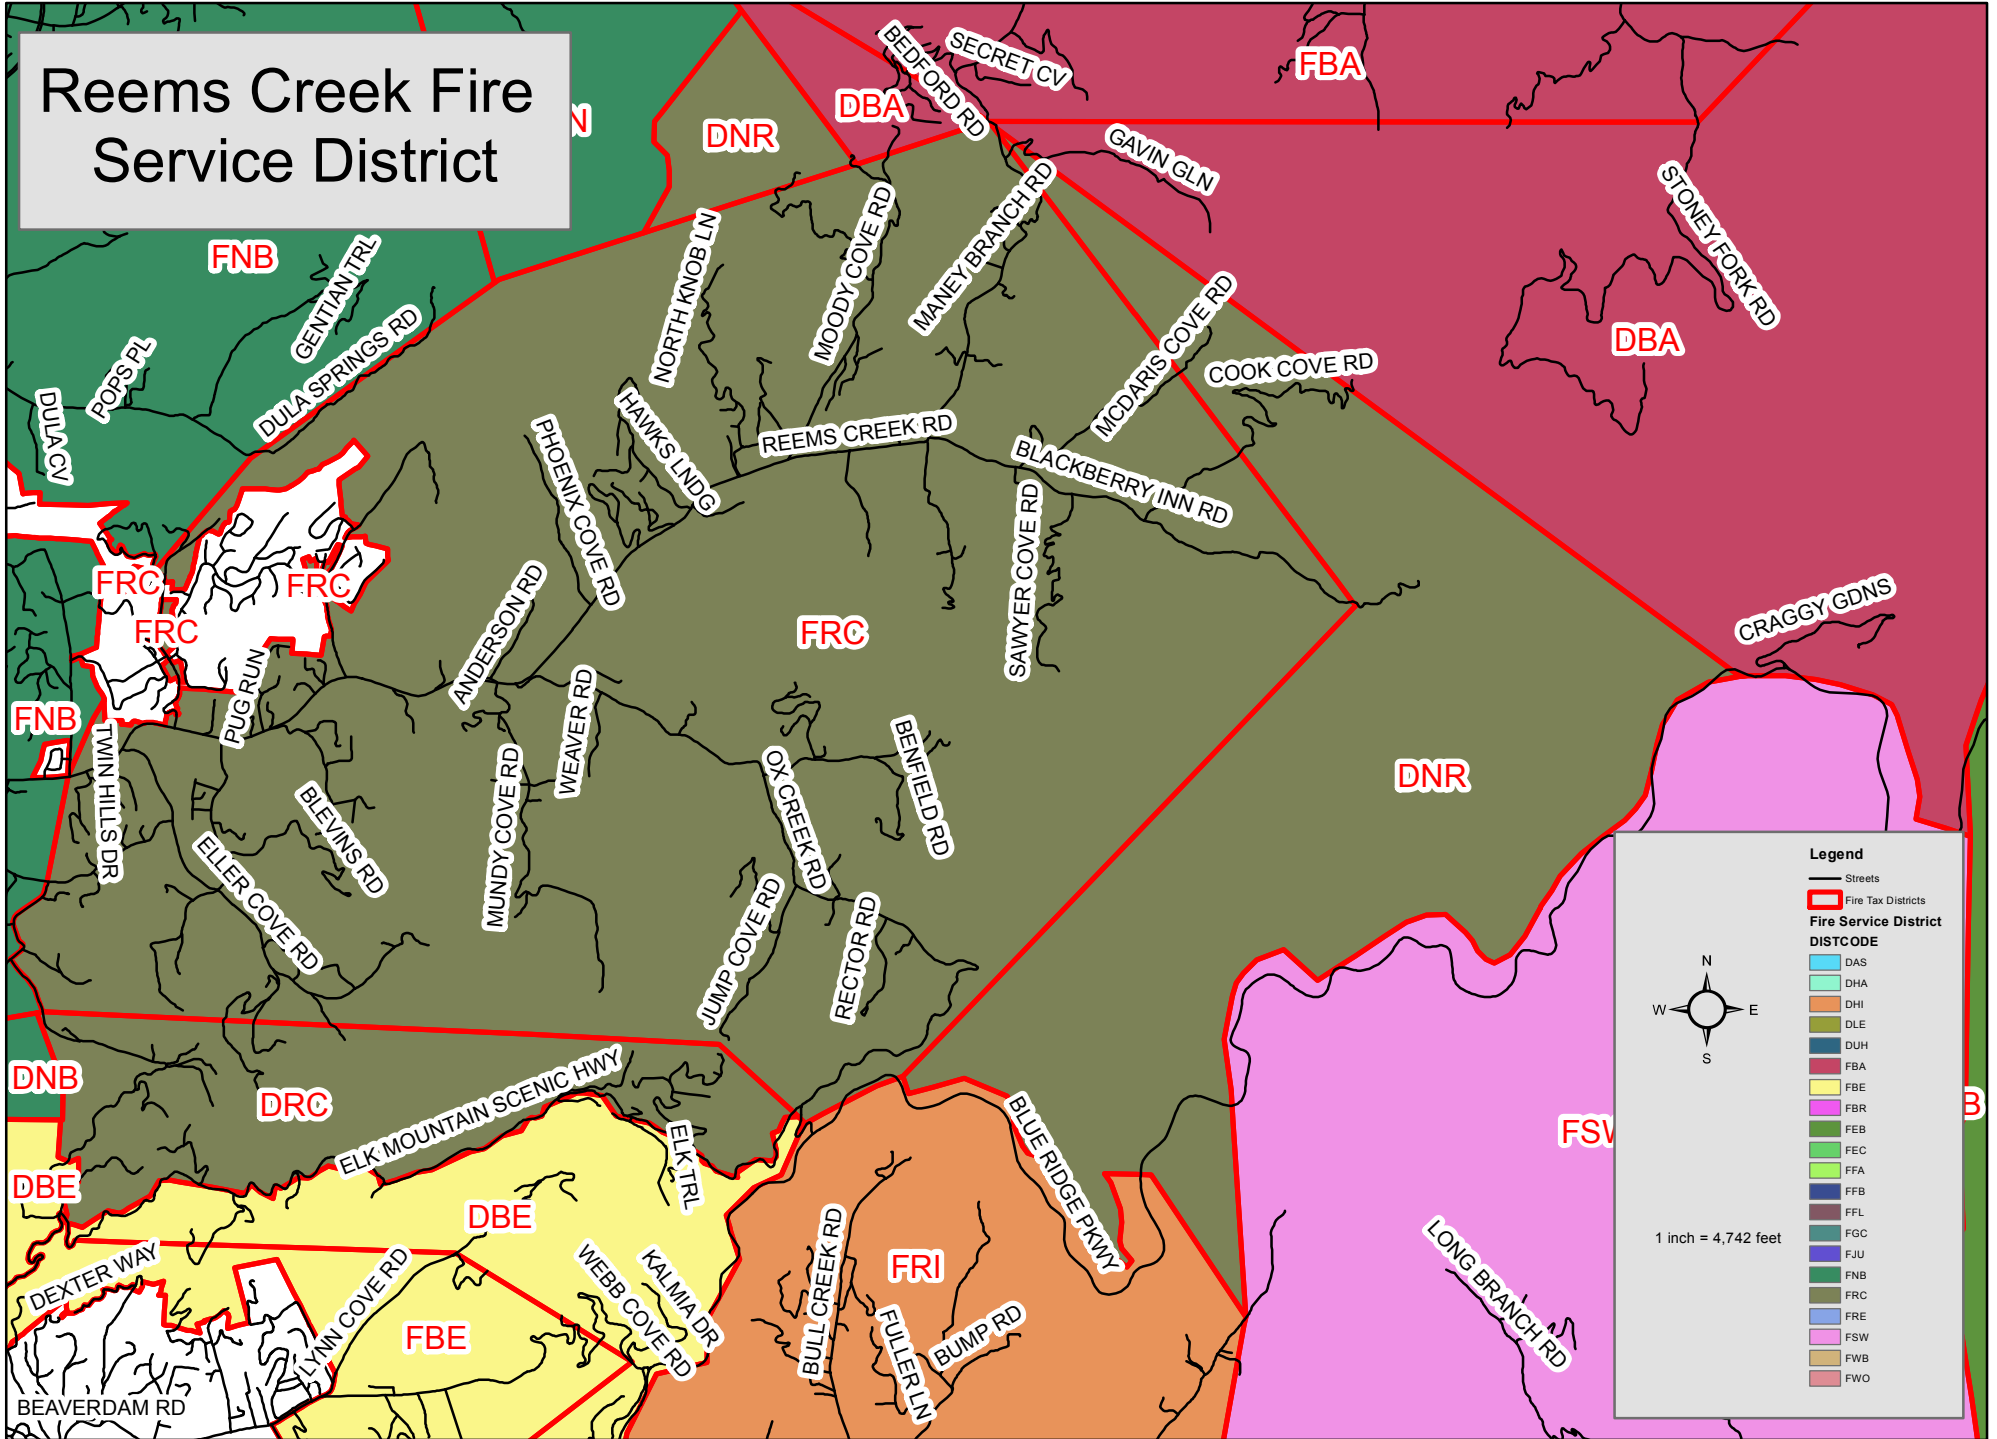 Reems Creek Fire
Service District
N
DNR
DBA
BEDFORD RD
SECRET CV
FBA
GAVIN GLN
STONEY FORK RD
DBA
FNB
GENTIAN TRL
DULA SPRINGS RD
POPS PL
DULA CV
NORTH KNOB LN
MOODY COVE RD
MANEY BRANCH RD
MCDARIS COVE RD
COOK COVE RD
HAWKS LNDG
REEMS CREEK RD
PHOENIX COVE RD
BLACKBERRY INN RD
SAWYER COVE RD
ANDERSON RD
FRC
FRC
FRC
FRC
CRAGGY GDNS
PUG RUN
FNB
TWIN HILLS DR
WEAVER RD
MUNDY COVE RD
OX CREEK RD
BENFIELD RD
DNR
BLEVINS RD
ELLER COVE RD
JUMP COVE RD
RECTOR RD
DNB
DRC
ELK MOUNTAIN SCENIC HWY
ELK TRL
BLUE RIDGE PKWY
DBE
DBE
DEXTER WAY
LYNN COVE RD
FBE
WEBB COVE RD
KALMIA DR
BULL CREEK RD
FRI
FULLER LN
BUMP RD
LONG BRANCH RD
BEAVERDAM RD
FSW
B
Legend
Streets
Fire Tax Districts
Fire Service District
DISTCODE
DAS
DHA
DHI
DLE
DUH
FBA
FBE
FBR
FEB
FEC
FFA
FFB
FFL
FGC
FJU
FNB
FRC
FRE
FSW
FWB
FWO
N
W
E
S
1 inch = 4,742 feet